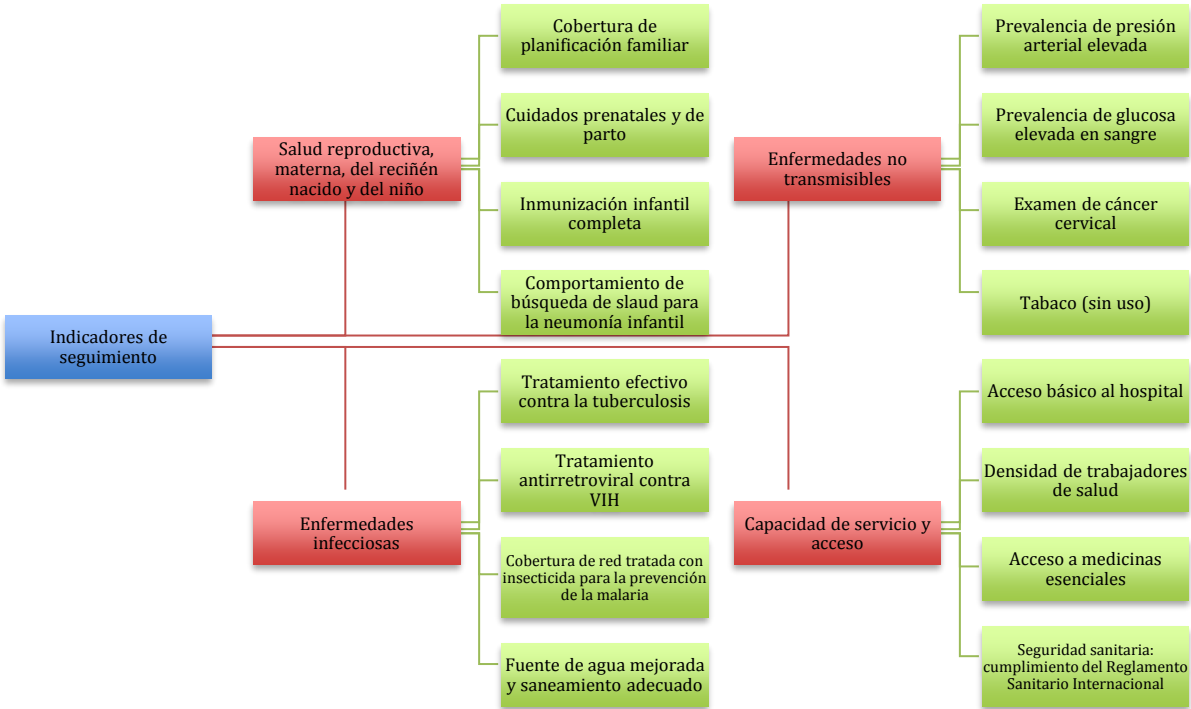 Indicadores de
seguimiento
Salud reproductiva,
materna, del reciñén
nacido y del niño
Cobertura de
planificación familiar
Cuidados prenatales y de
parto
Inmunización infantil
completa
Comportamiento de
búsqueda de slaud para
la neumonía infantil
Enfermedades
infecciosas
Tratamiento efectivo
contra la tuberculosis
Tratamiento
antirretroviral contra
VIH
Cobertura de red tratada con
insecticida para la prevención
de la malaria
Fuente de agua mejorada
y saneamiento adecuado
Enfermedades no
transmisibles
Prevalencia de presión
arterial elevada
Prevalencia de glucosa
elevada en sangre
Examen de cáncer
cervical
Tabaco (sin uso)
Capacidad de servicio y
acceso
Acceso básico al hospital
Densidad de trabajadores
de salud
Acceso a medicinas
esenciales
Seguridad sanitaria:
cumplimiento del Reglamento
Sanitario Internacional